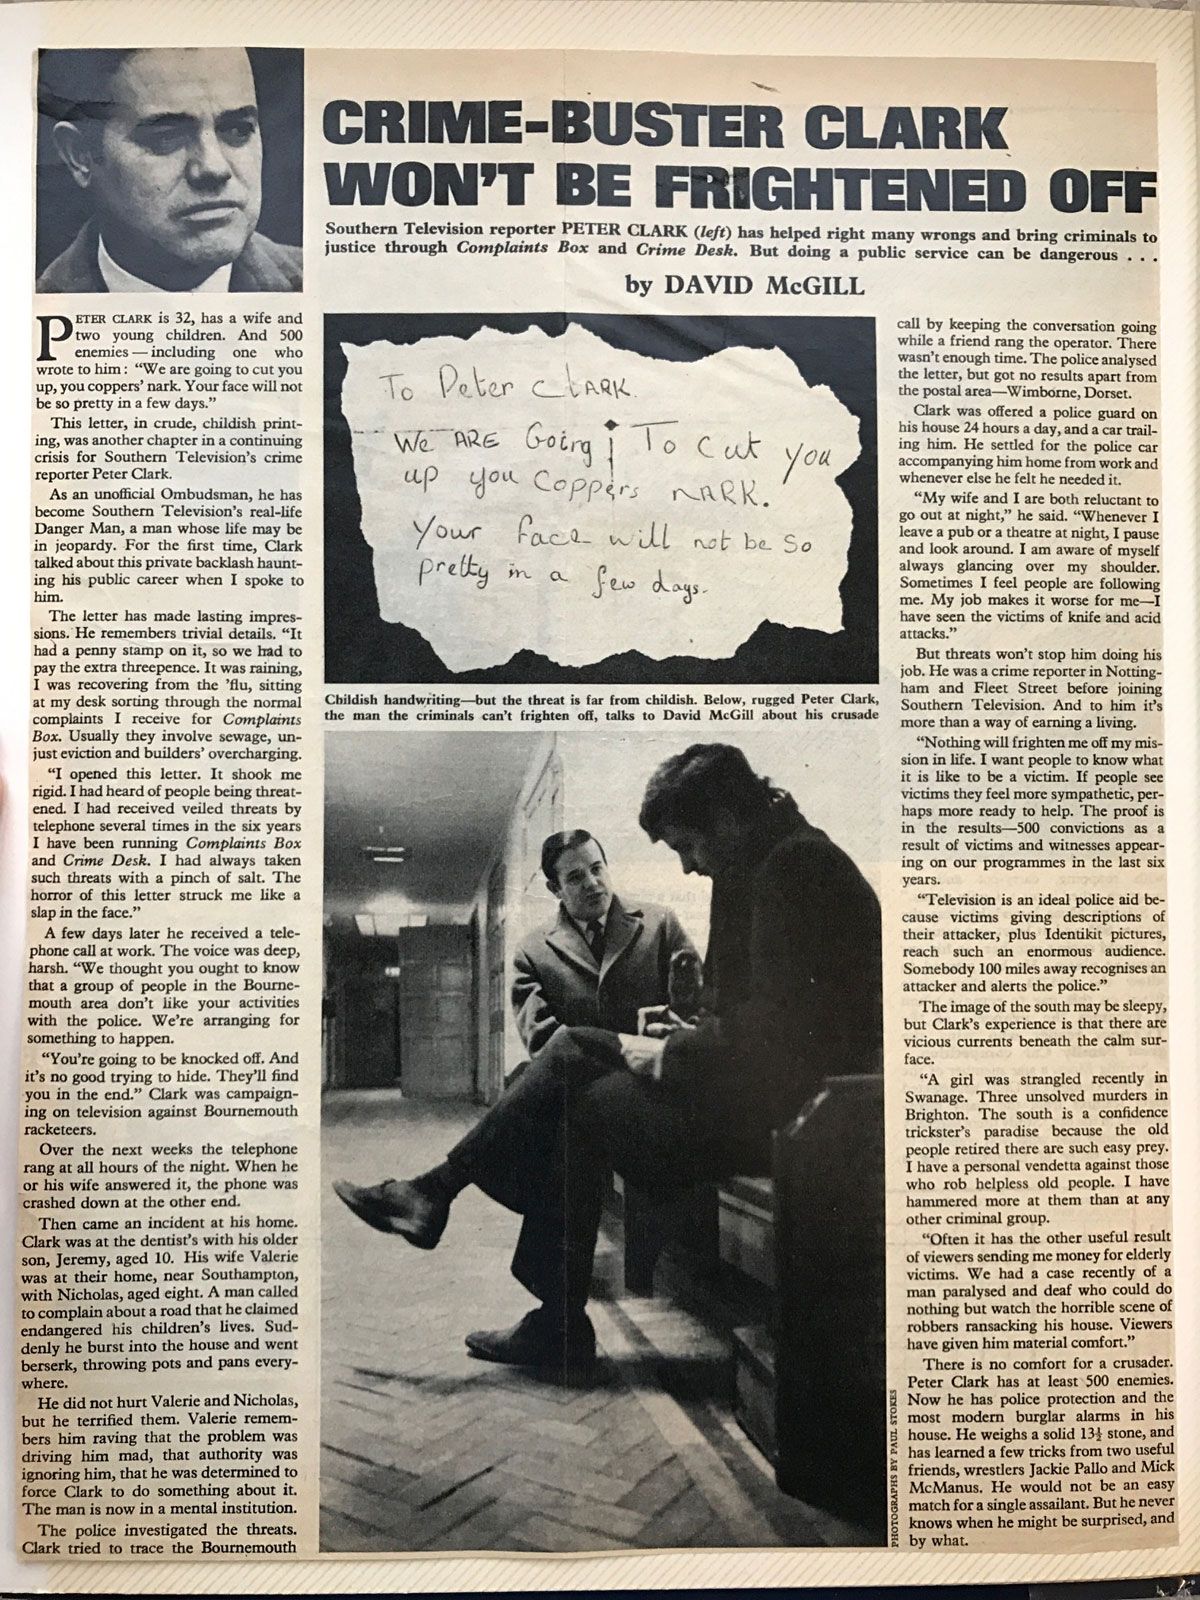 CRIME-BUSTER CLARK
WON'T BE FRIGHTENED OFF
Southern Television reporter PETER CLARK (left) has helped right many wrongs and bring criminals to
justice through Complaints Box and Crime Desk. But doing a public service can be dangerous . . .
by DAVID McGILL
PETER CLARK is 32, has a wife and
two young children. And 500
enemies — including one who
wrote to him: “We are going to cut you
up, you coppers’ nark. Your face will not
be so pretty in a few days.”
This letter, in crude, childish print-
ing, was another chapter in a continuing
crisis for Southern Television's crime
reporter Peter Clark.
As an unofficial Ombudsman, he has
become Southern Television's real-life
Danger Man, a man whose life may be
in jeopardy. For the first time, Clark
talked about this private backlash haunt-
ing his public career when I spoke to
him.
The letter has made lasting impres-
sions. He remembers trivial details. “It
had a penny stamp on it, so we had to
pay the extra threepence. It was raining,
I was recovering from the ’flu, sitting
at my desk sorting through the normal
complaints I receive for Complaints
Box. Usually they involve sewage, un-
just eviction and builders' overcharging.
“I opened this letter. It shook me
rigid. I had heard of people being threat-
ened. I had received veiled threats by
telephone several times in the six years
I have been running Complaints Box
and Crime Desk. I had always taken
such threats with a pinch of salt. The
horror of this letter struck me like a
slap in the face.”
A few days later he received a tele-
phone call at work. The voice was deep,
harsh. “We thought you ought to know
that a group of people in the Bourne-
mouth area don't like your activities
with the police. We're arranging for
something to happen.
“You're going to be knocked off. And
it's no good trying to hide. They'll find
you in the end.” Clark was campaign-
ing on television against Bournemouth
racketeers.
Over the next weeks the telephone
rang at all hours of the night. When he
or his wife answered it, the phone was
crashed down at the other end.
Then came an incident at his home.
Clark was at the dentist's with his older
son, Jeremy, aged 10. His wife Valerie
was at their home, near Southampton,
with Nicholas, aged eight. A man called
to complain about a road that he claimed
endangered his children's lives. Sud-
denly he burst into the house and went
berserk, throwing pots and pans every-
where.
He did not hurt Valerie and Nicholas,
but he terrified them. Valerie remem-
bers him raving that the problem was
driving him mad, that authority was
ignoring him, that he was determined to
force Clark to do something about it.
The man is now in a mental institution.
The police investigated the threats.
Clark tried to trace the Bournemouth
To Peter CLARK.
We ARE Going To Cut you
up you Coppers NARK.
Your face will not be so
pretty in a few days.
Childish handwriting—but the threat is far from childish. Below, rugged Peter Clark,
the man the criminals can't frighten off, talks to David McGill about his crusade
PHOTOGRAPHS BY PAUL STOKES
call by keeping the conversation going
while a friend rang the operator. There
wasn't enough time. The police analysed
the letter, but got no results apart from
the postal area—Wimborne, Dorset.
Clark was offered a police guard on
his house 24 hours a day, and a car trail-
ing him. He settled for the police car
accompanying him home from work and
whenever else he felt he needed it.
“My wife and I are both reluctant to
go out at night,” he said. “Whenever I
leave a pub or a theatre at night, I pause
and look around. I am aware of myself
always glancing over my shoulder.
Sometimes I feel people are following
me. My job makes it worse for me—I
have seen the victims of knife and acid
attacks.”
But threats won't stop him doing his
job. He was a crime reporter in Notting-
ham and Fleet Street before joining
Southern Television. And to him it's
more than a way of earning a living.
“Nothing will frighten me off my mis-
sion in life. I want people to know what
it is like to be a victim. If people see
victims they feel more sympathetic, per-
haps more ready to help. The proof is
in the results—500 convictions as a
result of victims and witnesses appear-
ing on our programmes in the last six
years.
“Television is an ideal police aid be-
cause victims giving descriptions of
their attacker, plus Identikit pictures,
reach such an enormous audience.
Somebody 100 miles away recognises an
attacker and alerts the police.”
The image of the south may be sleepy,
but Clark's experience is that there are
vicious currents beneath the calm sur-
face.
“A girl was strangled recently in
Swanage. Three unsolved murders in
Brighton. The south is a confidence
trickster's paradise because the old
people retired there are such easy prey.
I have a personal vendetta against those
who rob helpless old people. I have
hammered more at them than at any
other criminal group.
“Often it has the other useful result
of viewers sending me money for elderly
victims. We had a case recently of a
man paralysed and deaf who could do
nothing but watch the horrible scene of
robbers ransacking his house. Viewers
have given him material comfort.”
There is no comfort for a crusader.
Peter Clark has at least 500 enemies.
Now he has police protection and the
most modern burglar alarms in his
house. He weighs a solid 13½ stone, and
has learned a few tricks from two useful
friends, wrestlers Jackie Pallo and Mick
McManus. He would not be an easy
match for a single assailant. But he never
knows when he might be surprised, and
by what.